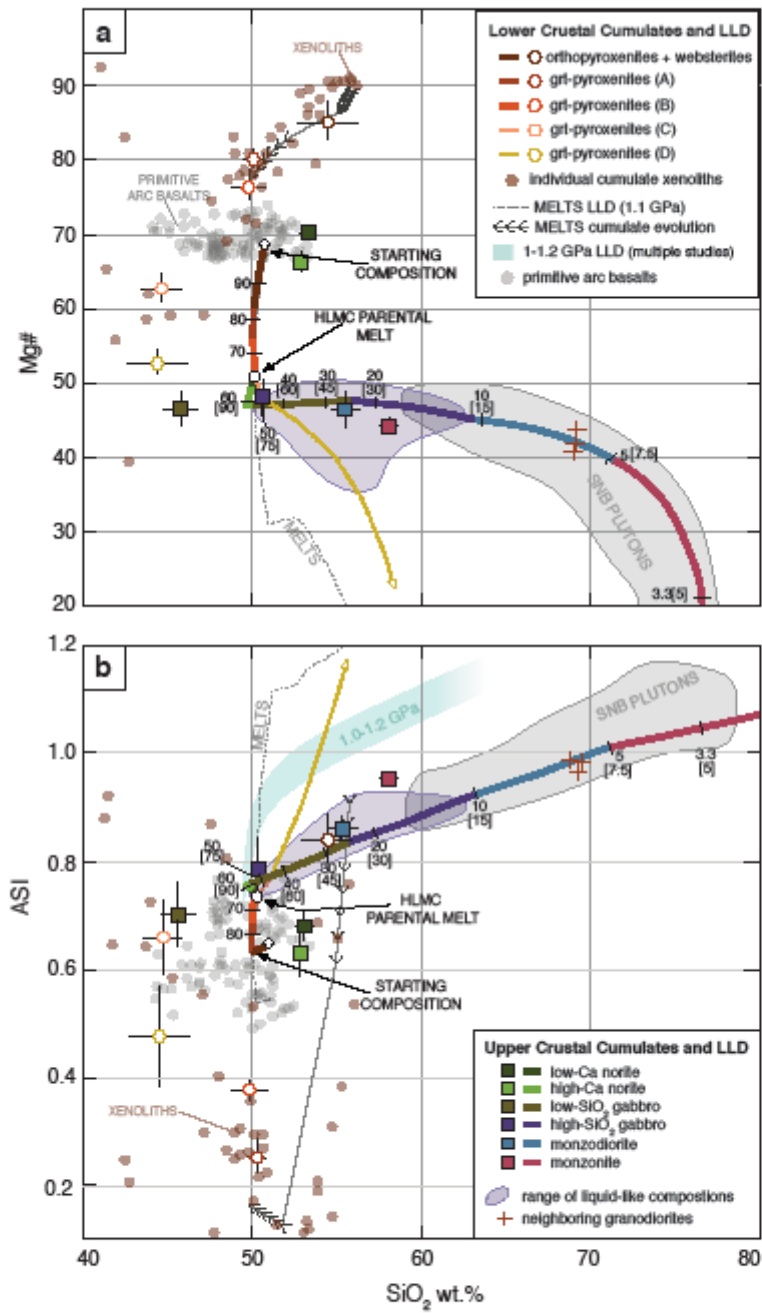 a
XENOLITHS
Lower Crustal Cumulates and LLD
orthopyroxenites + websterites
grt-pyroxenites (A)
grt-pyroxenites (B)
grt-pyroxenites (C)
grt-pyroxenites (D)
individual cumulate xenoliths
MELTS LLD (1.1 GPa)
MELTS cumulate evolution
1-1.2 GPa LLD (multiple studies)
primitive arc basalts
PRIMITIVE
ARC BASALTS
STARTING
COMPOSITION
HLMC PARENTAL
MELT
Mg#
90
80
70
60
50
40
30
20
90
80
70
60
[90]
50
[75]
40
[60]
30
[45]
20
[30]
10
[15]
5 [7.5]
3.3[5]
MELTS
SNB PLUTONS
b
1.2
1.0
0.8
0.6
0.4
0.2
ASI
MELTS
1.0-1.2 GPa
SNB PLUTONS
50
[75]
60
[90]
70
80
40
[60]
30
[45]
20
[30]
10
[15]
5
[7.5]
3.3
[5]
HLMC
PARENTAL MELT
STARTING
COMPOSITION
XENOLITHS
Upper Crustal Cumulates and LLD
low-Ca norite
high-Ca norite
low-SiO2 gabbro
high-SiO2 gabbro
monzodiorite
monzonite
range of liquid-like compostions
neighboring granodiorites
40
50
60
70
80
SiO2 wt.%